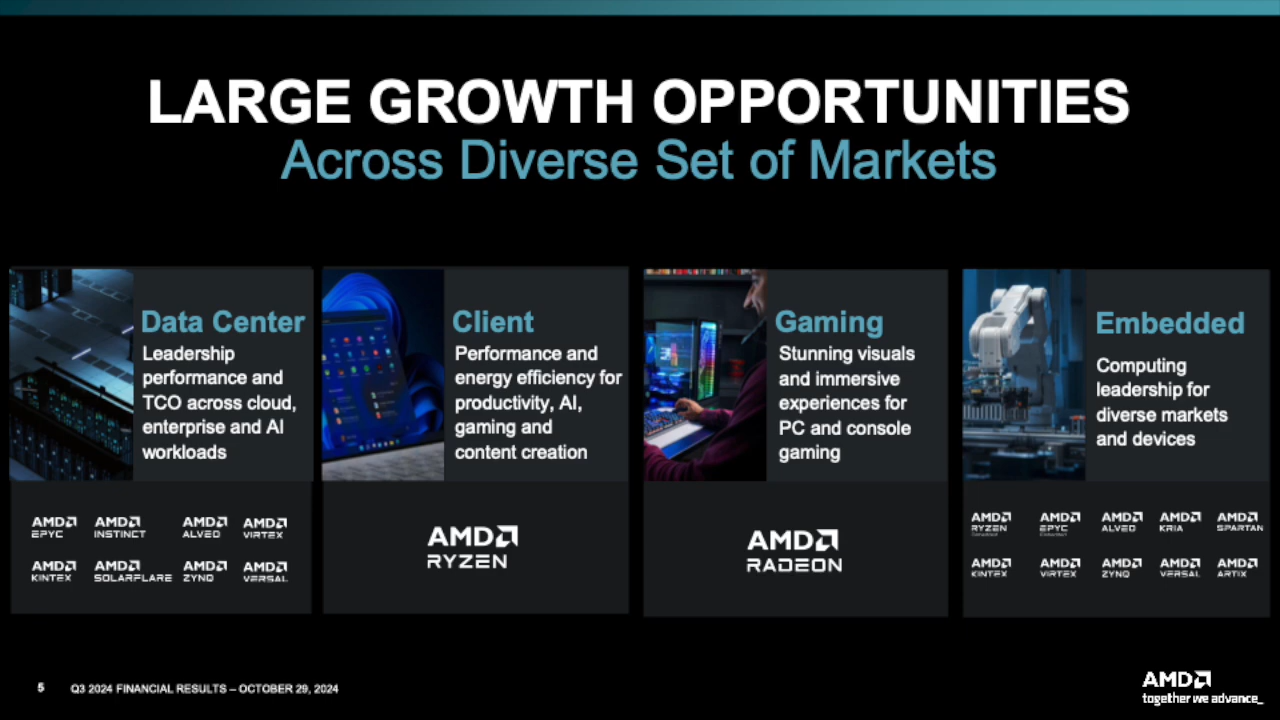 LARGE GROWTH OPPORTUNITIES
Across Diverse Set of Markets
Data Center
Leadership
performance and
TCO across cloud,
enterprise and AI
workloads
AMD EPYC
AMD INSTINCT
AMD ALVEO
AMD VIRTEX
AMD KINTEX
AMD SOLARFLARE
AMD ZYNQ
AMD VERSAL
Client
Performance and
energy efficiency for
productivity, AI,
gaming and
content creation
AMD
RYZEN
Gaming
Stunning visuals
and immersive
experiences for
PC and console
gaming
AMD
RADEON
Embedded
Computing
leadership for
diverse markets
and devices
AMD RYZEN Embedded
AMD EPYC Embedded
AMD ALVEO
AMD KRIA
AMD SPARTAN
AMD KINTEX
AMD VIRTEX
AMD ZYNQ
AMD VERSAL
AMD ARTIX
5 Q3 2024 FINANCIAL RESULTS – OCTOBER 29, 2024
AMD
together we advance_